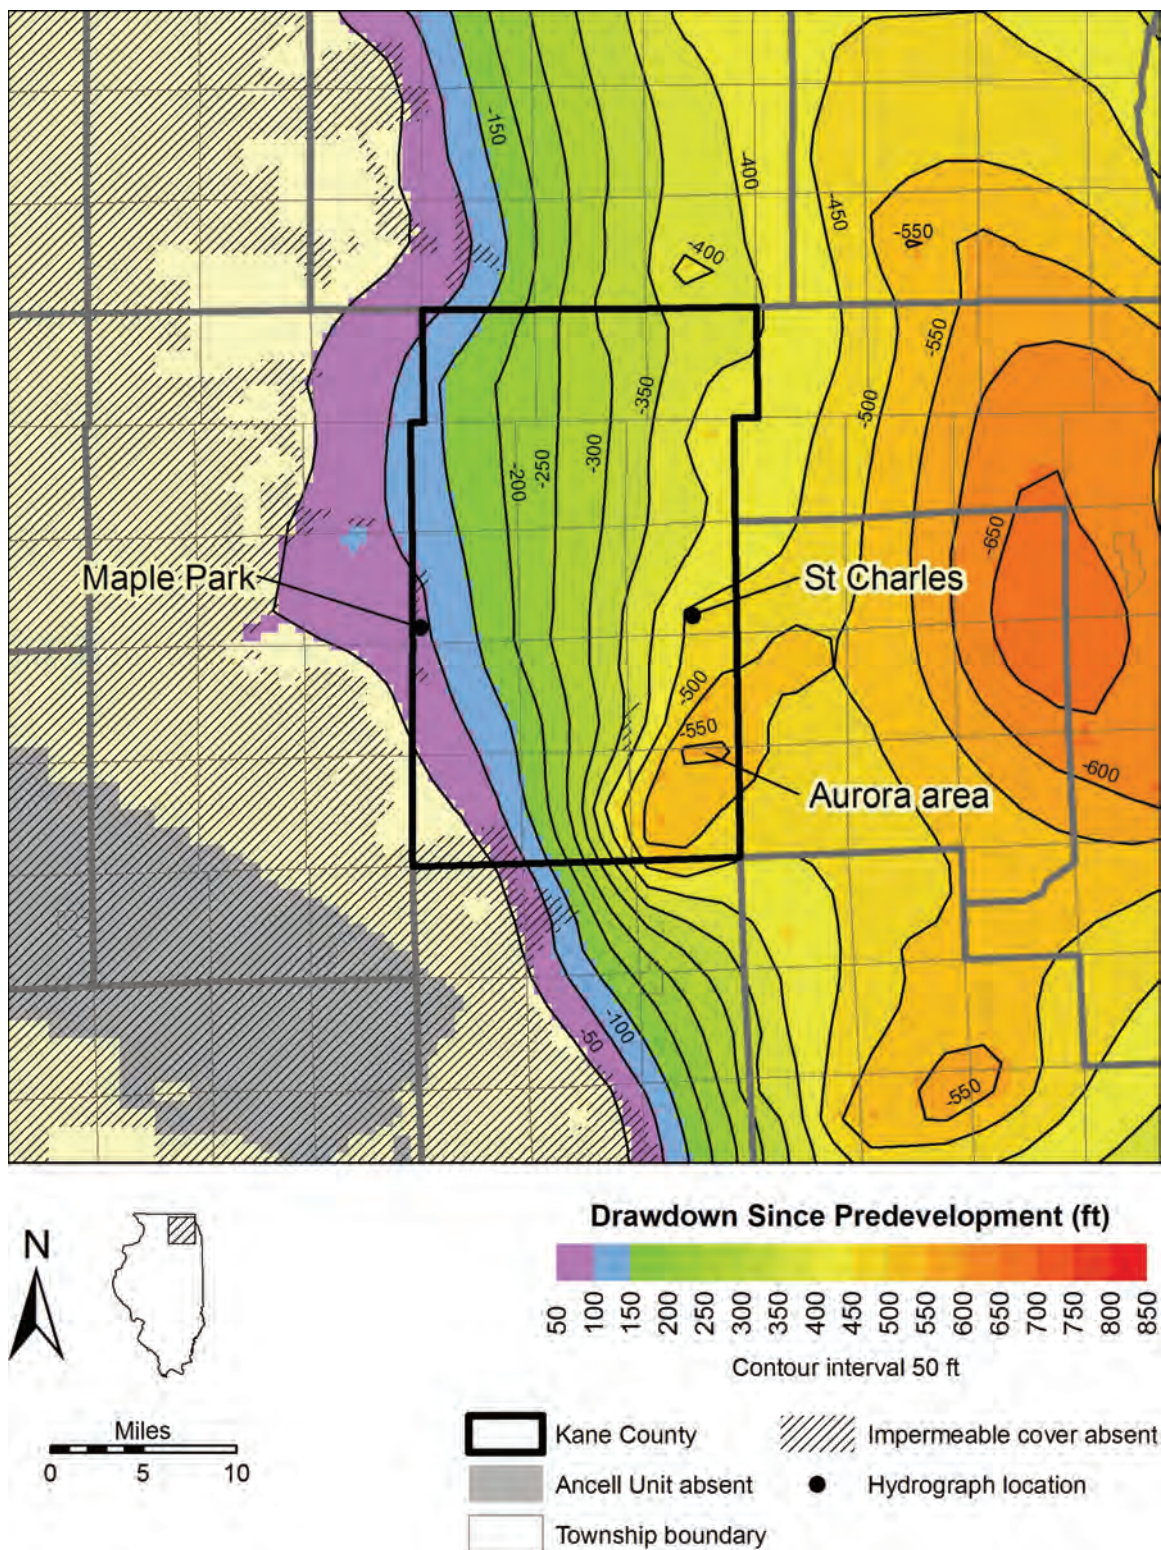 -150
-400
-450
-550
-400
-550
-350
-500
-300
-250
-200
-650
Maple Park
St Charles
-500
-550
-600
Aurora area
-100
-50
-550
Drawdown Since Predevelopment (ft)
50 100 150 200 250 300 350 400 450 500 550 600 650 700 750 800 850
Contour interval 50 ft
N
Miles
0 5 10
Kane County
Impermeable cover absent
Ancell Unit absent
Hydrograph location
Township boundary